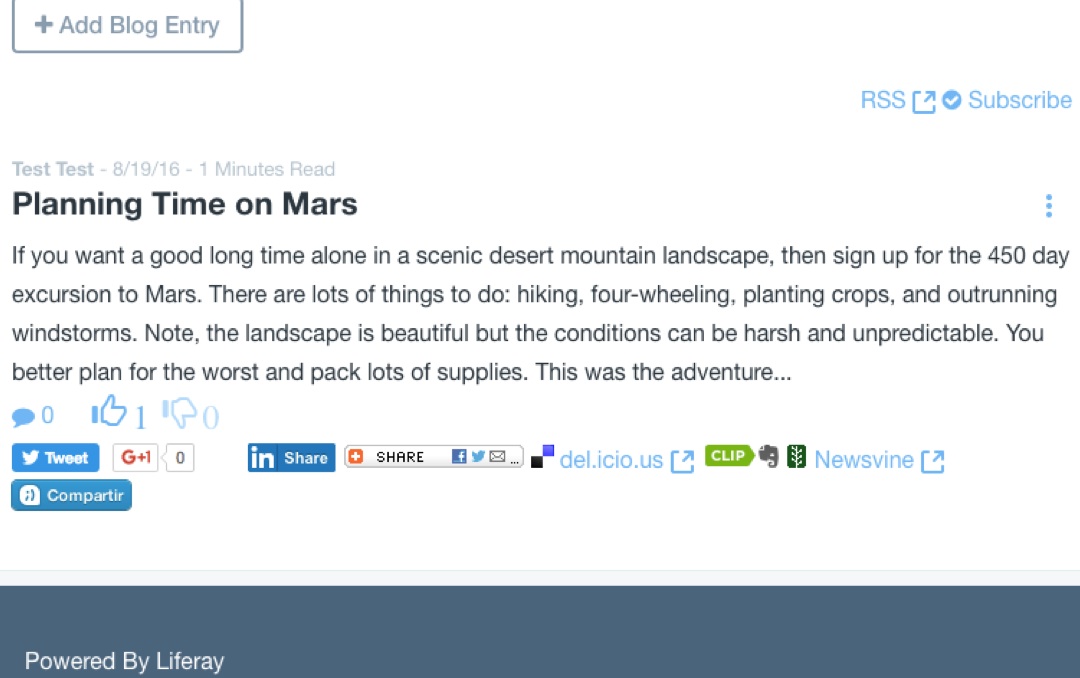 + Add Blog Entry
RSS Subscribe
Test Test - 8/19/16 - 1 Minutes Read
Planning Time on Mars
If you want a good long time alone in a scenic desert mountain landscape, then sign up for the 450 day
excursion to Mars. There are lots of things to do: hiking, four-wheeling, planting crops, and outrunning
windstorms. Note, the landscape is beautiful but the conditions can be harsh and unpredictable. You
better plan for the worst and pack lots of supplies. This was the adventure...
0 1 0
Tweet G+1 0 in Share SHARE ... del.icio.us CLIP Newsvine
Compartir
Powered By Liferay